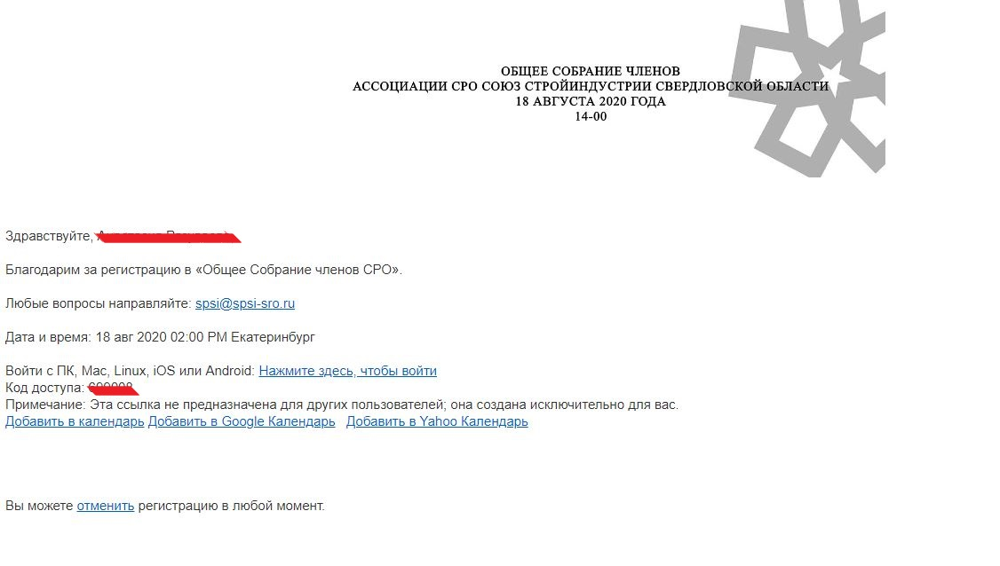 ОБЩЕЕ СОБРАНИЕ ЧЛЕНОВ
АССОЦИАЦИИ СРО СОЮЗ СТРОЙИНДУСТРИИ СВЕРДЛОВСКОЙ ОБЛАСТИ
18 АВГУСТА 2020 ГОДА
14-00
Здравствуйте,
Благодарим за регистрацию в «Общее Собрание членов СРО».
Любые вопросы направляйте: spsi@spsi-sro.ru
Дата и время: 18 авг 2020 02:00 PM Екатеринбург
Войти с ПК, Mac, Linux, iOS или Android: Нажмите здесь, чтобы войти
Код доступа:
Примечание: Эта ссылка не предназначена для других пользователей; она создана исключительно для вас.
Добавить в календарь Добавить в Google Календарь Добавить в Yahoo Календарь
Вы можете отменить регистрацию в любой момент.